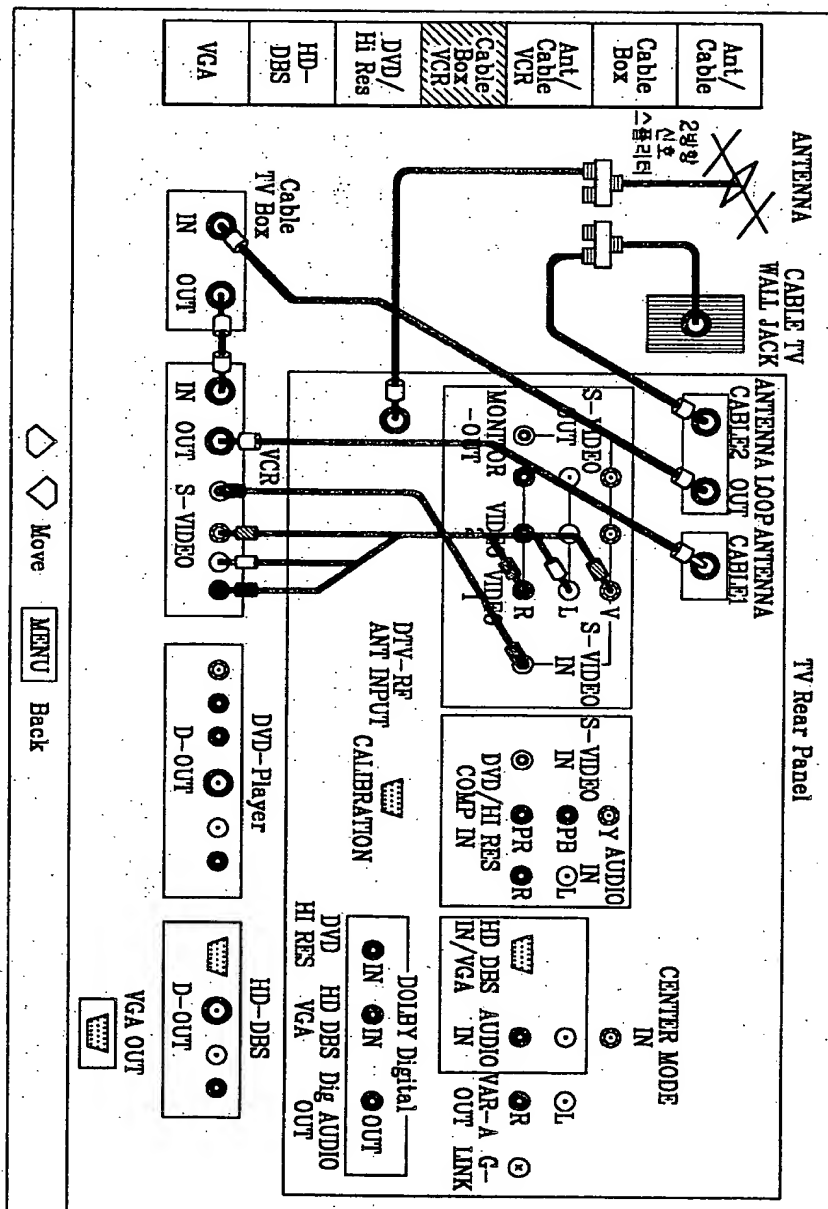 TV Rear Panel
Ant/
Cable
Cable
Box
Ant/
Cable
VCR
Cable
Box
VCR
DVD/
Hi Res
HD-
DBS
VGA
ANTENNA
2방향
신호
스플리터
CABLE TV
WALL JACK
ANTENNA LOOP ANTENNA
CABLE2 OUT CABLE1
S-VIDEO
OUT
MONITOR
-OUT
VIDEO
VIDEO
V
L
R
S-VIDEO
IN
S-VIDEO
IN
Y
PB
PR
AUDIO
IN
L
R
DVD/HI RES
COMP IN
CENTER MODE
IN
HD DBS
IN/VGA
AUDIO
IN
L
R
VAR-A
OUT
G-
LINK
DTV-RF
ANT INPUT
CALIBRATION
DOLBY Digital
IN
IN
OUT
DVD
HI RES
HD DBS
VGA
Dig AUDIO
OUT
Cable
TV Box
IN
OUT
VCR
IN
OUT
S-VIDEO
DVD-Player
D-OUT
HD-DBS
D-OUT
VGA OUT
Move
MENU
Back